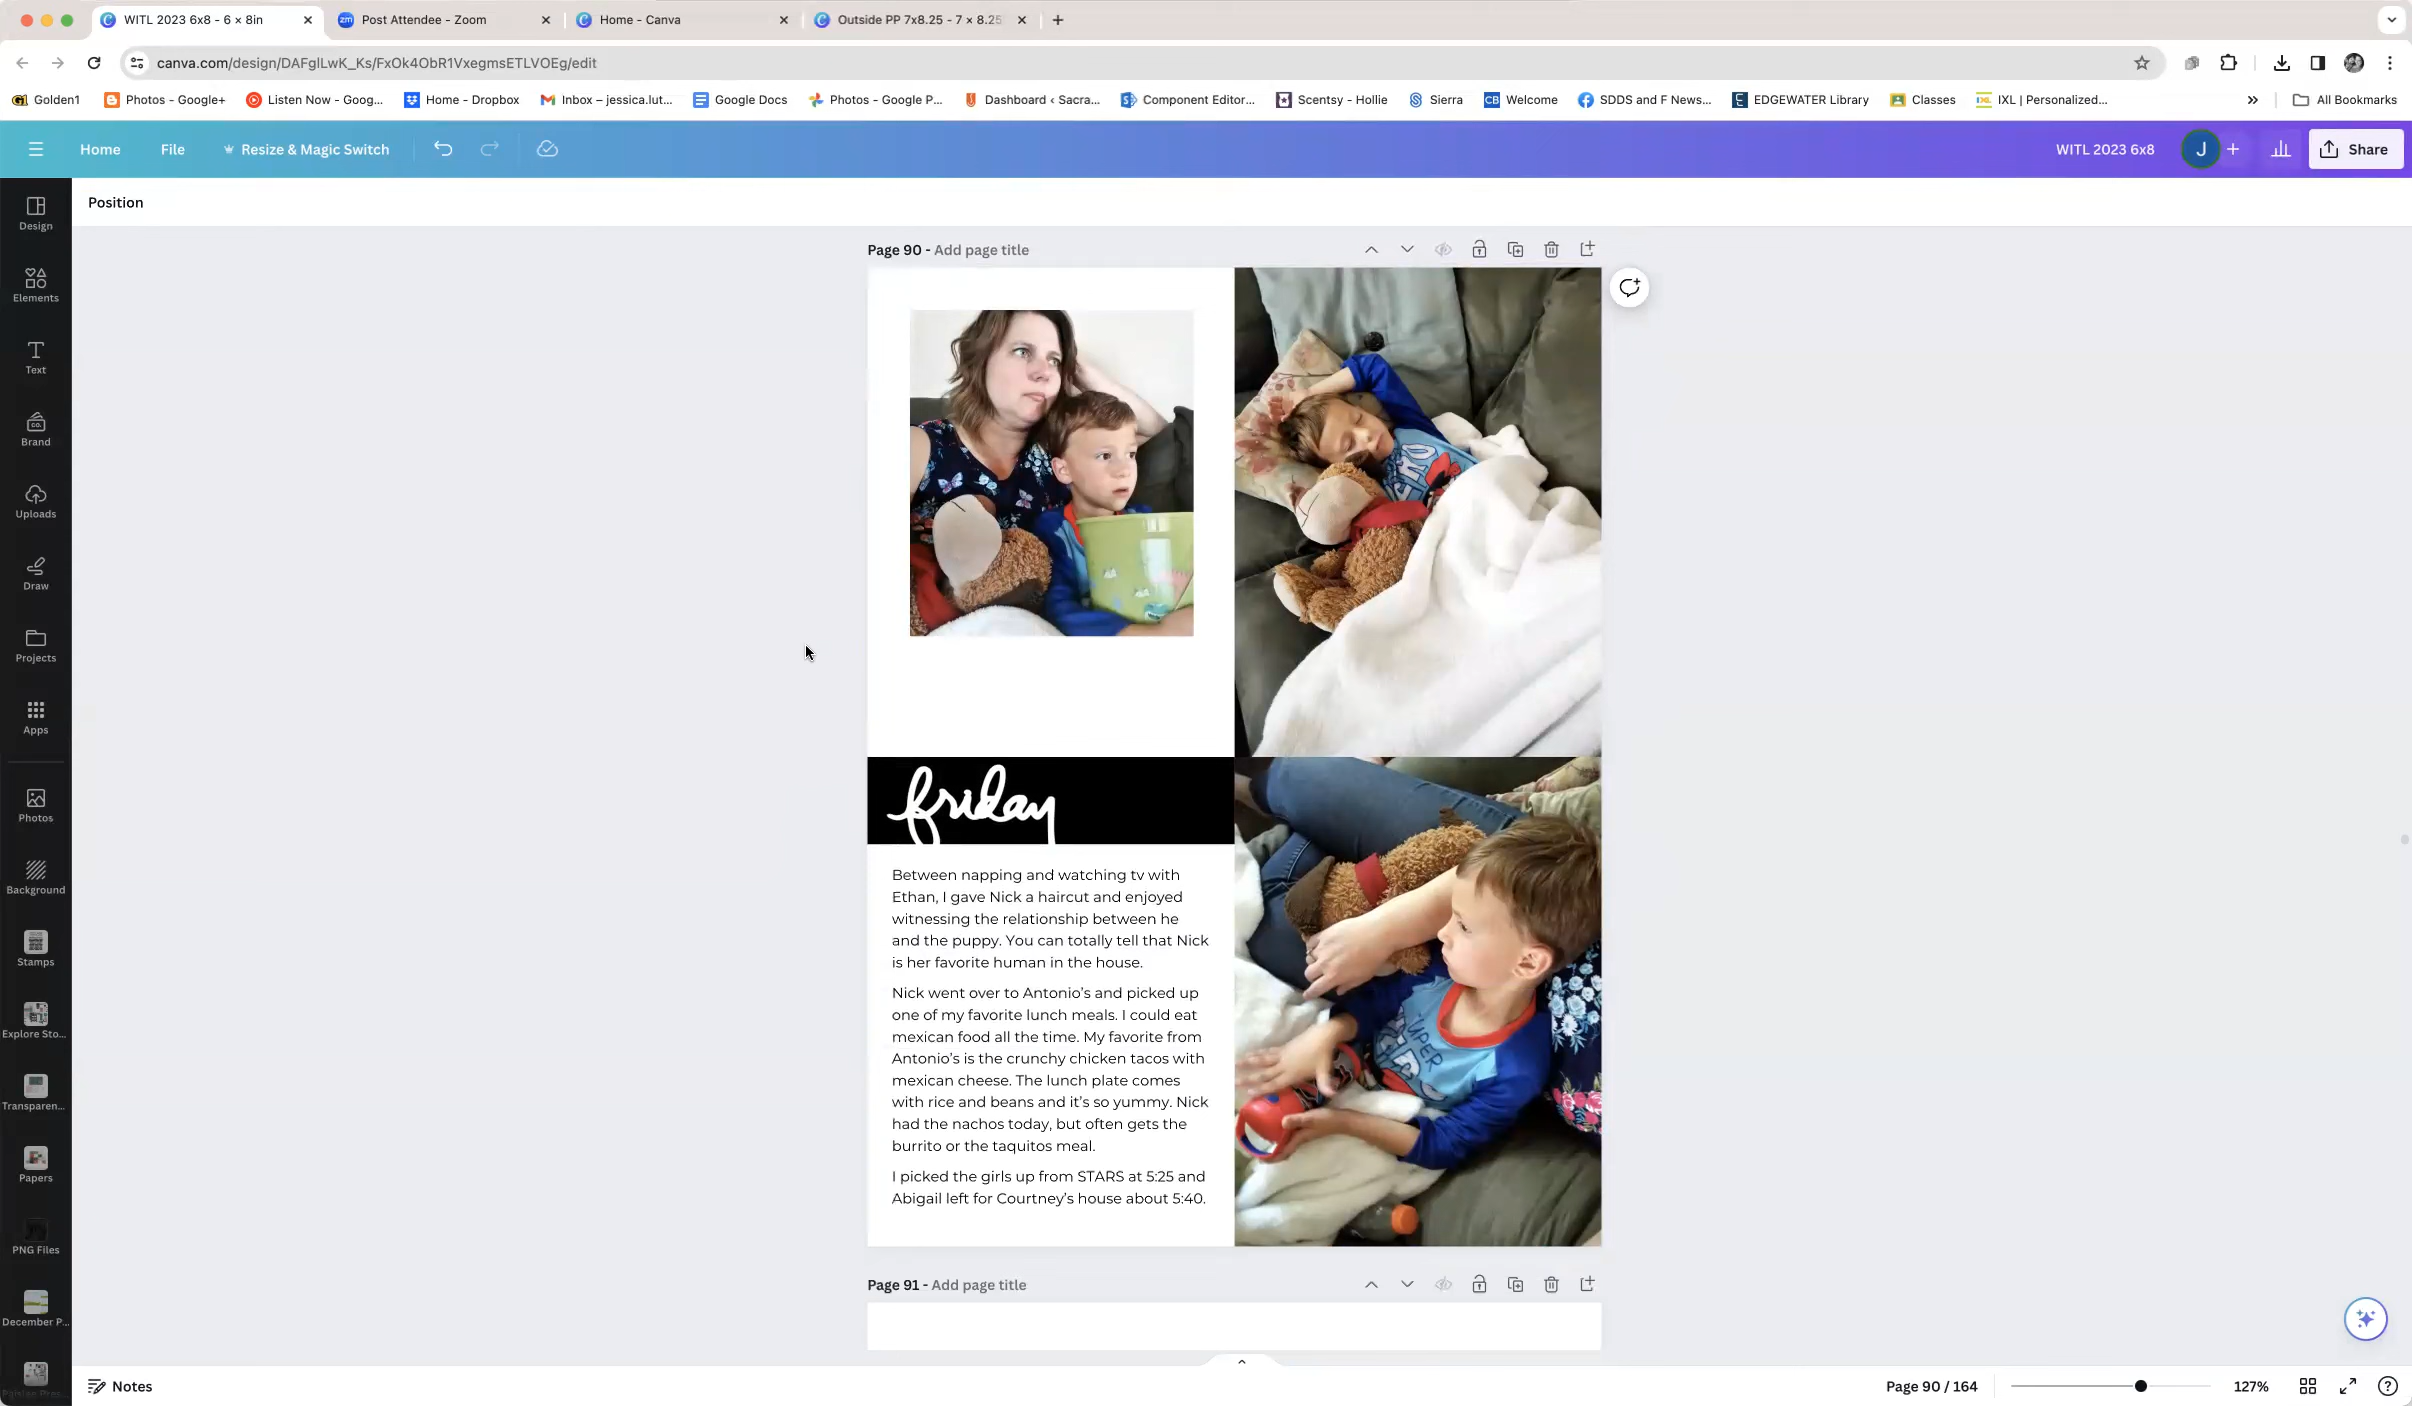 WITL 2023 6x8 - 6 × 8in
Post Attendee - Zoom
Home - Canva
Outside PP 7x8.25 - 7 × 8.25
canva.com/design/DAFglLwK_Ks/FxOk4ObR1VxegmsETLVOEg/edit
Golden1
Photos - Google+
Listen Now - Goog...
Home - Dropbox
Inbox – jessica.lut...
Google Docs
Photos - Google P...
Dashboard ‹ Sacra...
Component Editor...
Scentsy - Hollie
Sierra
Welcome
SDDS and F News...
EDGEWATER Library
Classes
IXL | Personalized...
All Bookmarks
Home
File
Resize & Magic Switch
WITL 2023 6x8
J
Share
Position
Design
Elements
Text
Brand
Uploads
Draw
Projects
Apps
Photos
Background
Stamps
Explore Sto...
Transparen...
Papers
PNG Files
December P...
Page 90 - Add page title
friday
Between napping and watching tv with
Ethan, I gave Nick a haircut and enjoyed
witnessing the relationship between he
and the puppy. You can totally tell that Nick
is her favorite human in the house.
Nick went over to Antonio's and picked up
one of my favorite lunch meals. I could eat
mexican food all the time. My favorite from
Antonio's is the crunchy chicken tacos with
mexican cheese. The lunch plate comes
with rice and beans and it's so yummy. Nick
had the nachos today, but often gets the
burrito or the taquitos meal.
I picked the girls up from STARS at 5:25 and
Abigail left for Courtney's house about 5:40.
SUPER
Page 91 - Add page title
Notes
Page 90 / 164
127%